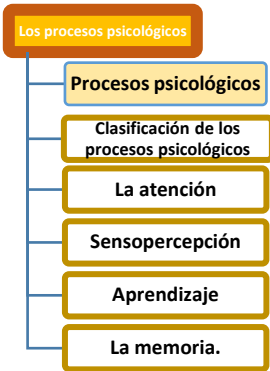 Los procesos psicológicos
Procesos psicológicos
Clasificación de los
procesos psicológicos
La atención
Sensopercepción
Aprendizaje
La memoria.